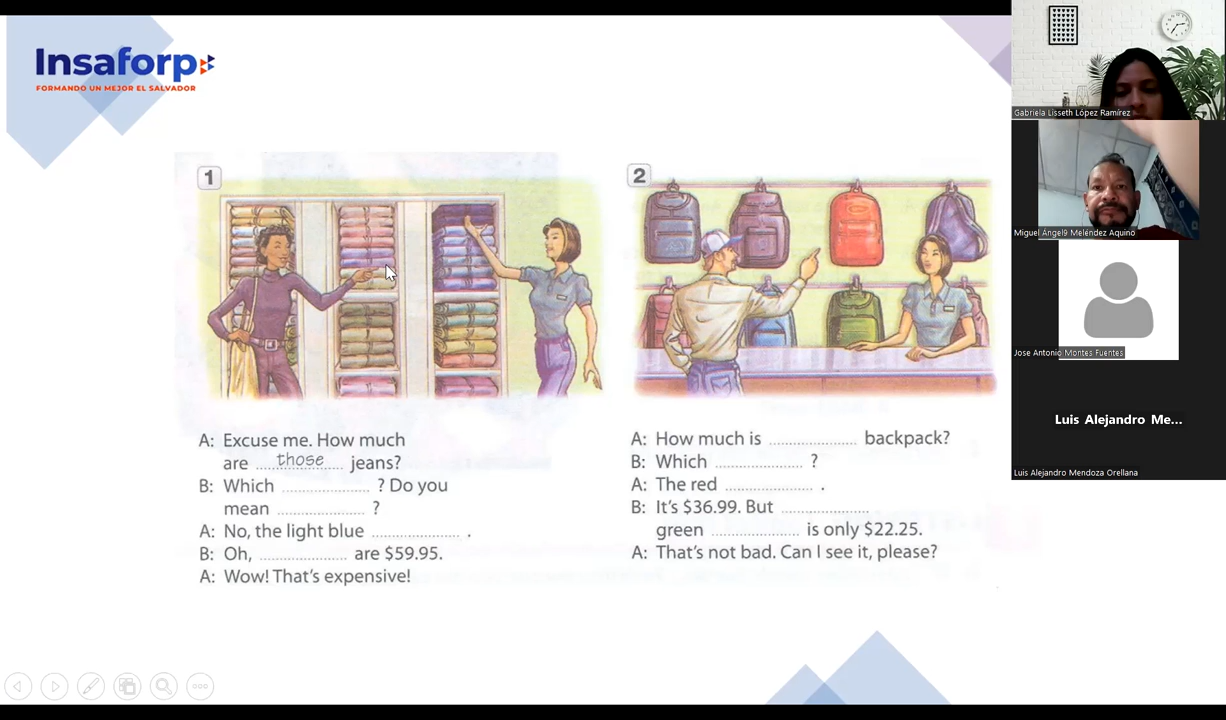 Insaforp
FORMANDO UN MEJOR EL SALVADOR
1
A: Excuse me. How much
are those jeans?
B: Which .................... ? Do you
mean .................... ?
A: No, the light blue .................... .
B: Oh, .................... are $59.95.
A: Wow! That's expensive!
2
A: How much is .................... backpack?
B: Which .................... ?
A: The red .................... .
B: It's $36.99. But ....................
green .................... is only $22.25.
A: That's not bad. Can I see it, please?
Gabriela Lisseth López Ramírez
Miguel Ángel9 Meléndez Aquino
Jose Antonio Montes Fuentes
Luis Alejandro Me...
Luis Alejandro Mendoza Orellana